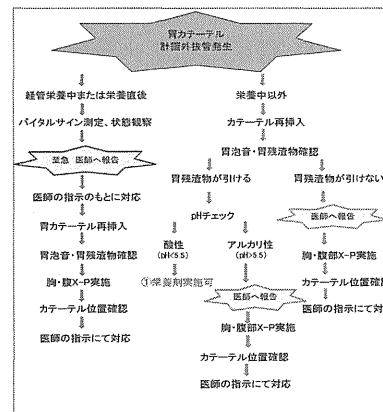 胃カテーテル
計画外抜管発生
経管栄養中または栄養直後
バイタルサイン測定、状態観察
至急 医師へ報告
医師の指示のもとに対応
胃カテーテル再挿入
胃泡音・胃残渣物確認
胸・腹X-P実施
カテーテル位置確認
医師の指示にて対応
栄養中以外
カテーテル再挿入
胃泡音・胃残渣物確認
胃残渣物が引ける
pHチェック
酸性
(pH<5.5)
①栄養剤実施可
アルカリ性
(pH>5.5)
医師へ報告
胸・腹部X-P実施
カテーテル位置確認
医師の指示にて対応
胃残渣物が引けない
医師へ報告
胸・腹部X-P実施
カテーテル位置確認
医師の指示にて対応